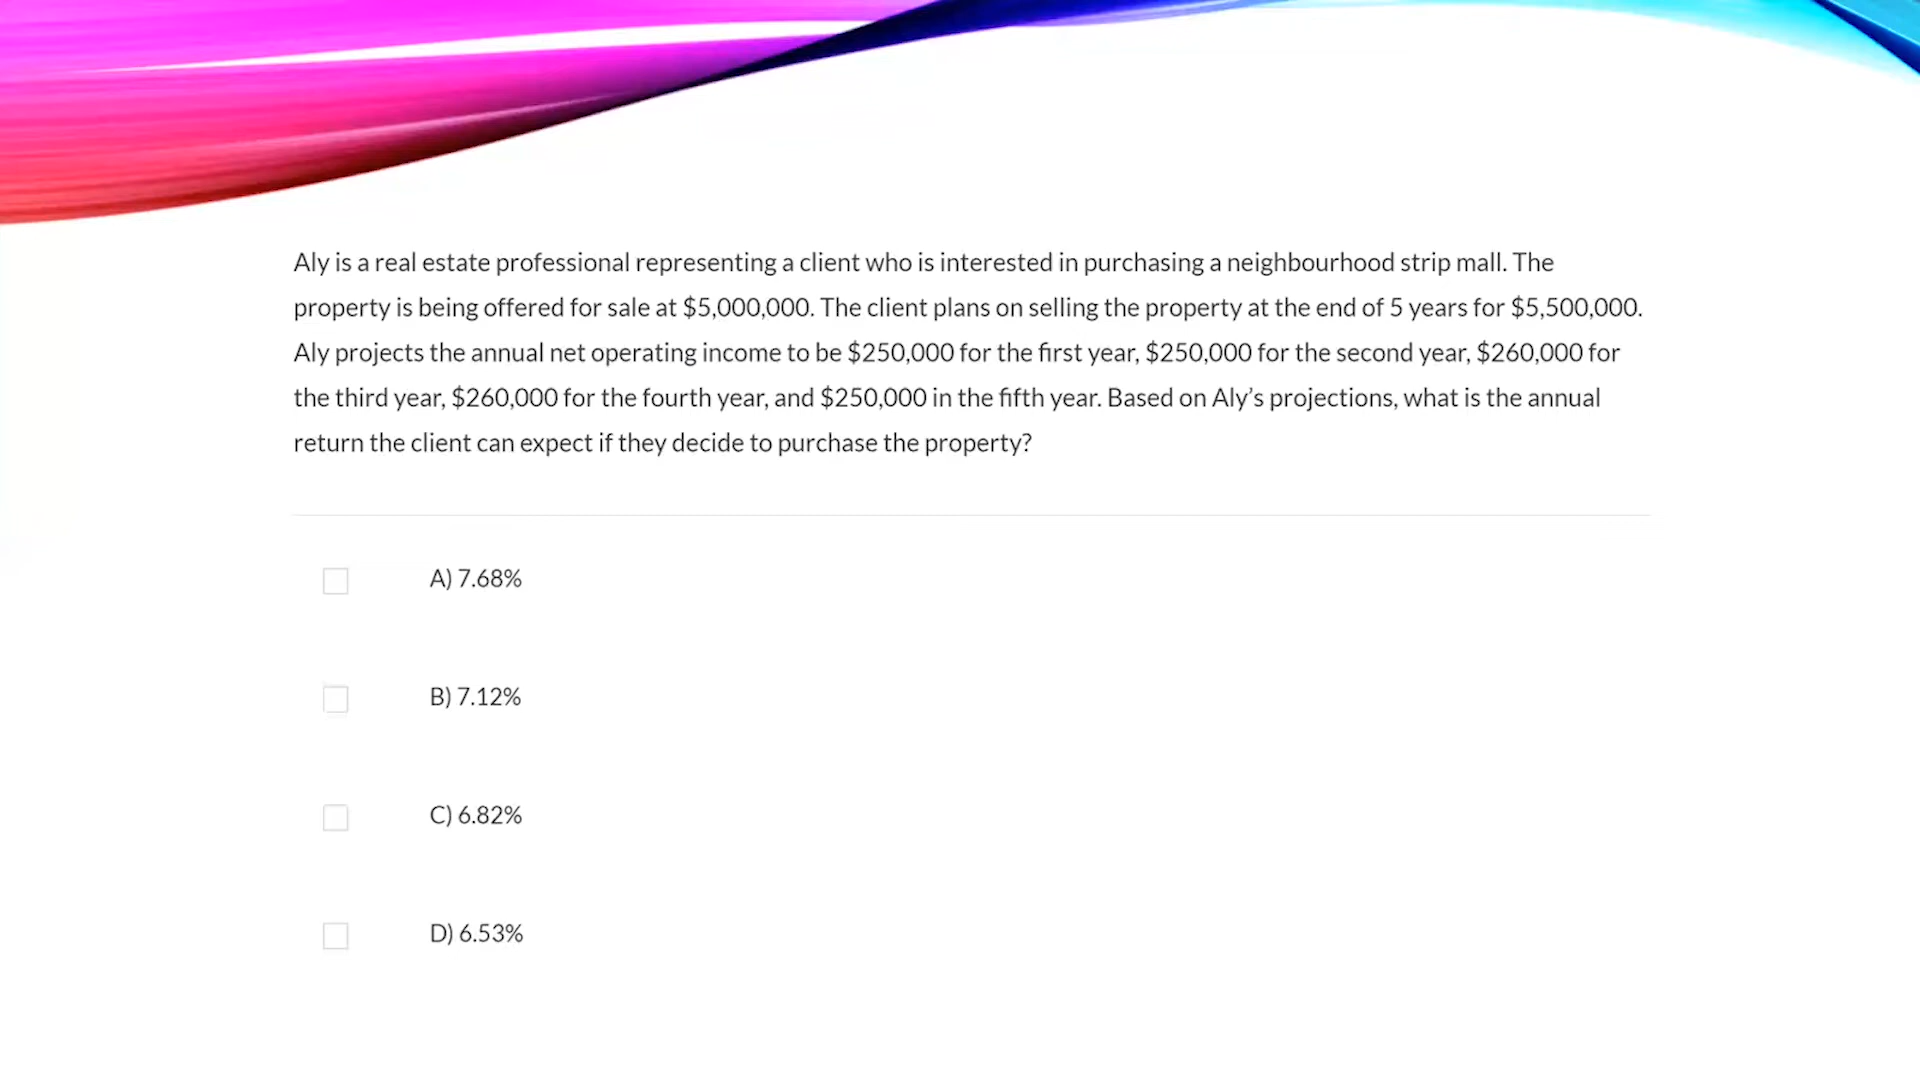 Aly is a real estate professional representing a client who is interested in purchasing a neighbourhood strip mall. The
property is being offered for sale at $5,000,000. The client plans on selling the property at the end of 5 years for $5,500,000.
Aly projects the annual net operating income to be $250,000 for the first year, $250,000 for the second year, $260,000 for
the third year, $260,000 for the fourth year, and $250,000 in the fifth year. Based on Aly’s projections, what is the annual
return the client can expect if they decide to purchase the property?
A) 7.68%
B) 7.12%
C) 6.82%
D) 6.53%